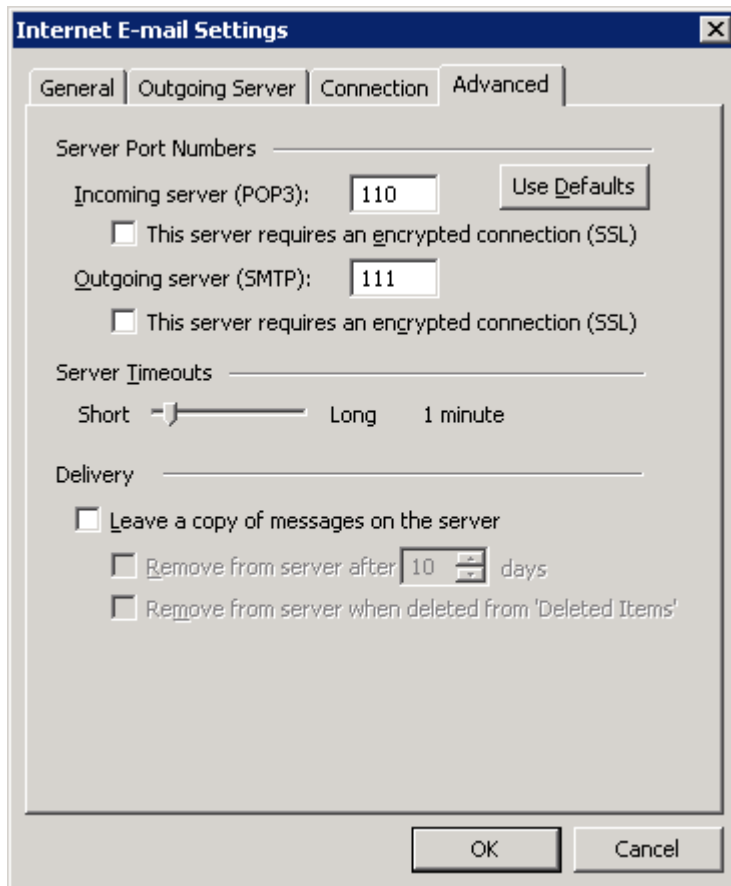 Internet E-mail Settings
General Outgoing Server Connection Advanced
Server Port Numbers
Incoming server (POP3): 110 Use Defaults
This server requires an encrypted connection (SSL)
Outgoing server (SMTP): 111
This server requires an encrypted connection (SSL)
Server Timeouts
Short Long 1 minute
Delivery
Leave a copy of messages on the server
Remove from server after 10 days
Remove from server when deleted from 'Deleted Items'
OK Cancel